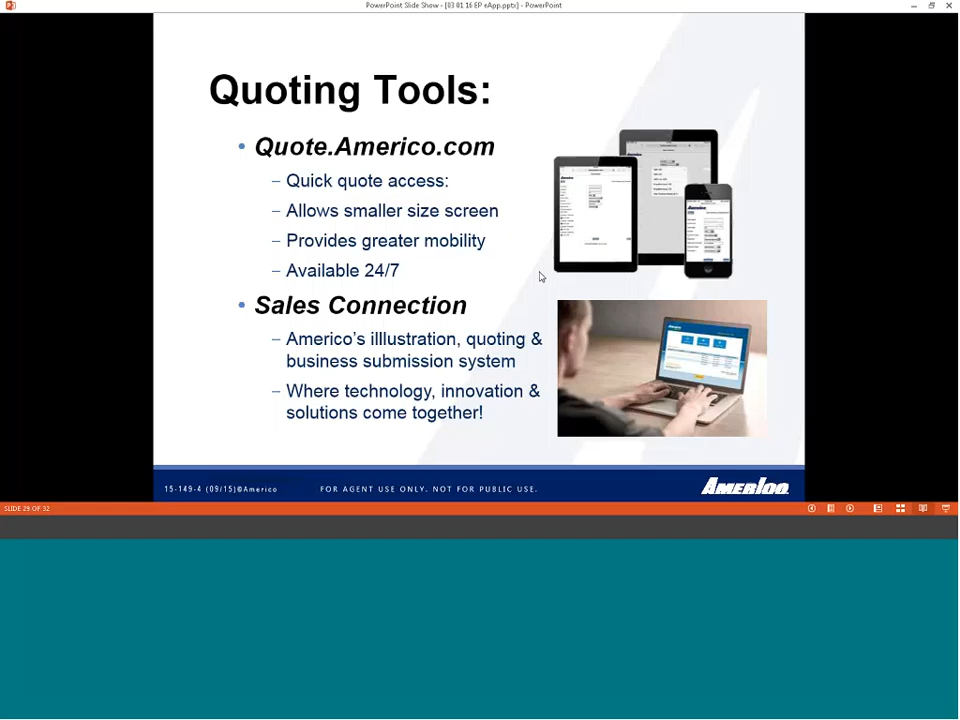 PowerPoint Slide Show - [03 01 16 EP eApp.pptx] - PowerPoint
Quoting Tools:
• Quote.Americo.com
– Quick quote access:
– Allows smaller size screen
– Provides greater mobility
– Available 24/7
• Sales Connection
– Americo’s illlustration, quoting &
business submission system
– Where technology, innovation &
solutions come together!
15-149-4 (09/15)©Americo
FOR AGENT USE ONLY. NOT FOR PUBLIC USE.
AMERICO
SLIDE 29 OF 32